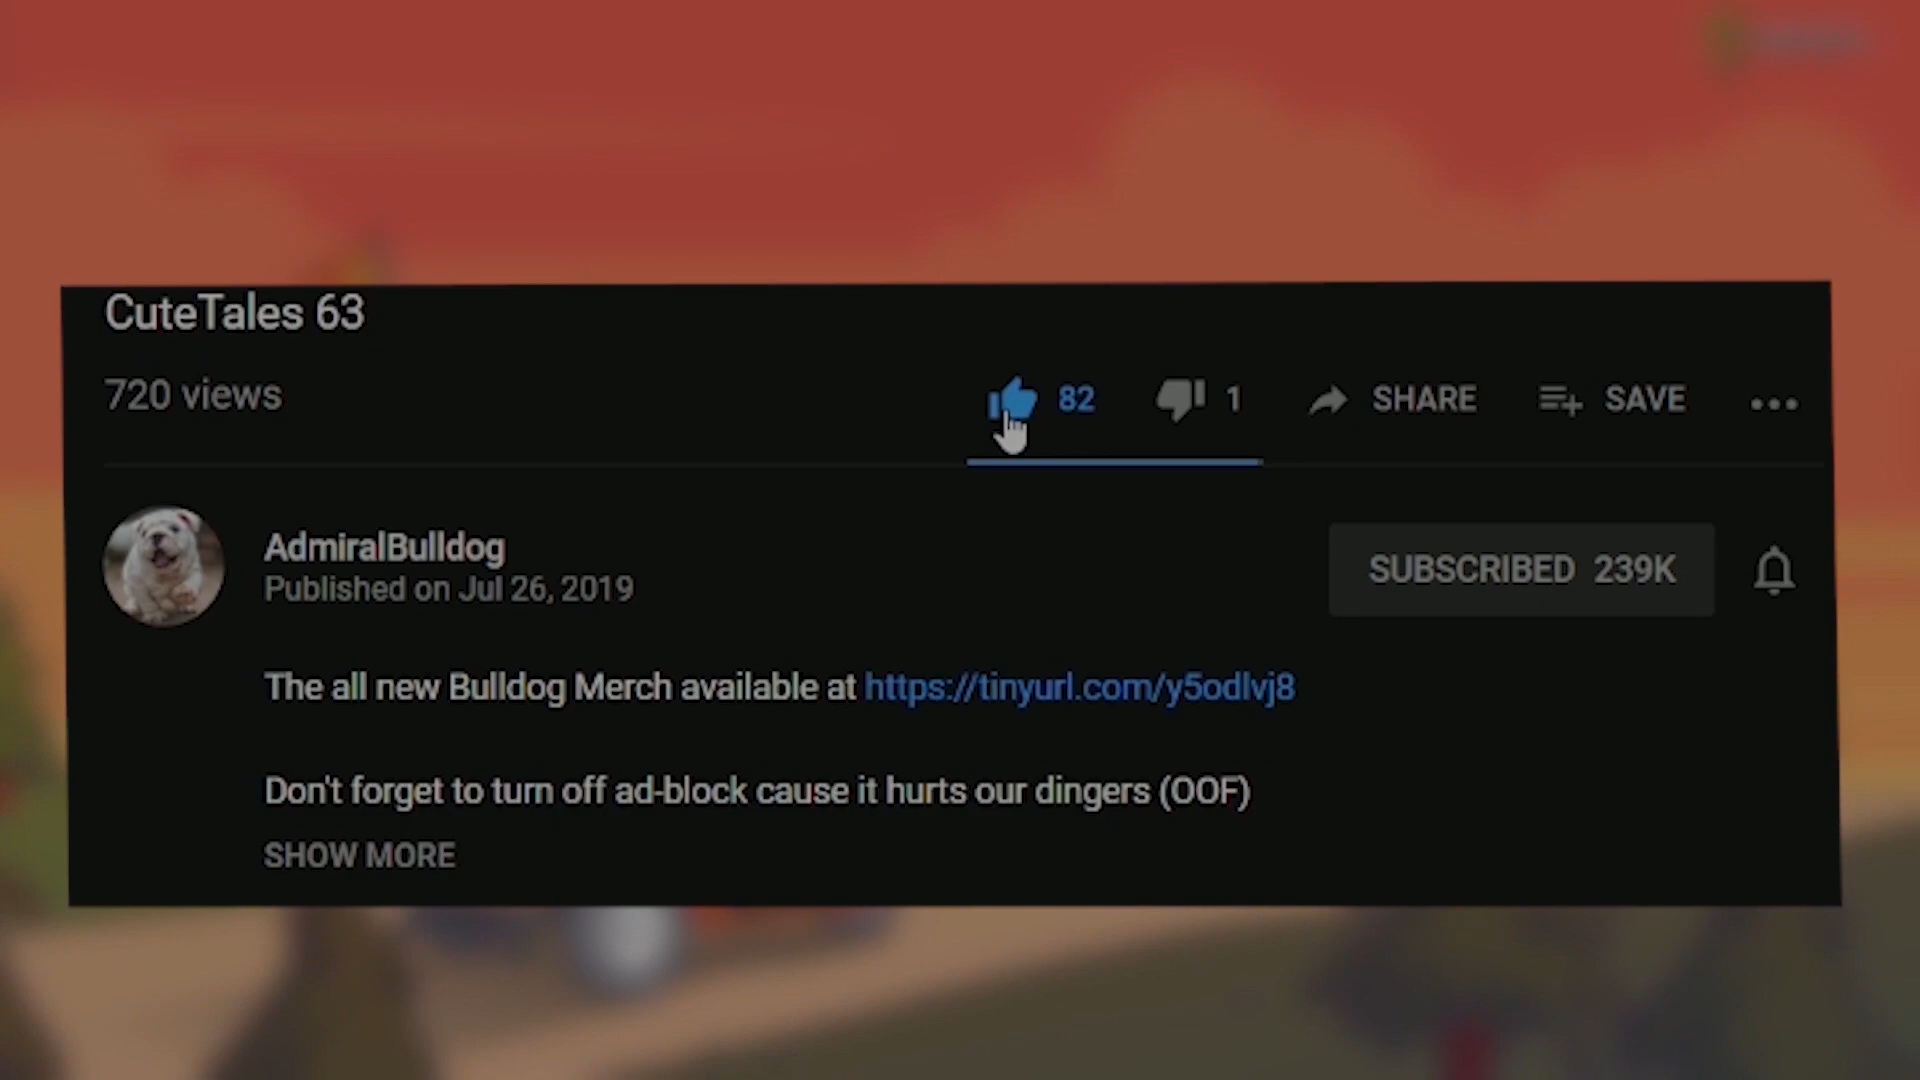 CuteTales 63
720 views
82
1
SHARE
SAVE
AdmiralBulldog
Published on Jul 26, 2019
SUBSCRIBED 239K
The all new Bulldog Merch available at https://tinyurl.com/y5odlvj8
Don't forget to turn off ad-block cause it hurts our dingers (OOF)
SHOW MORE